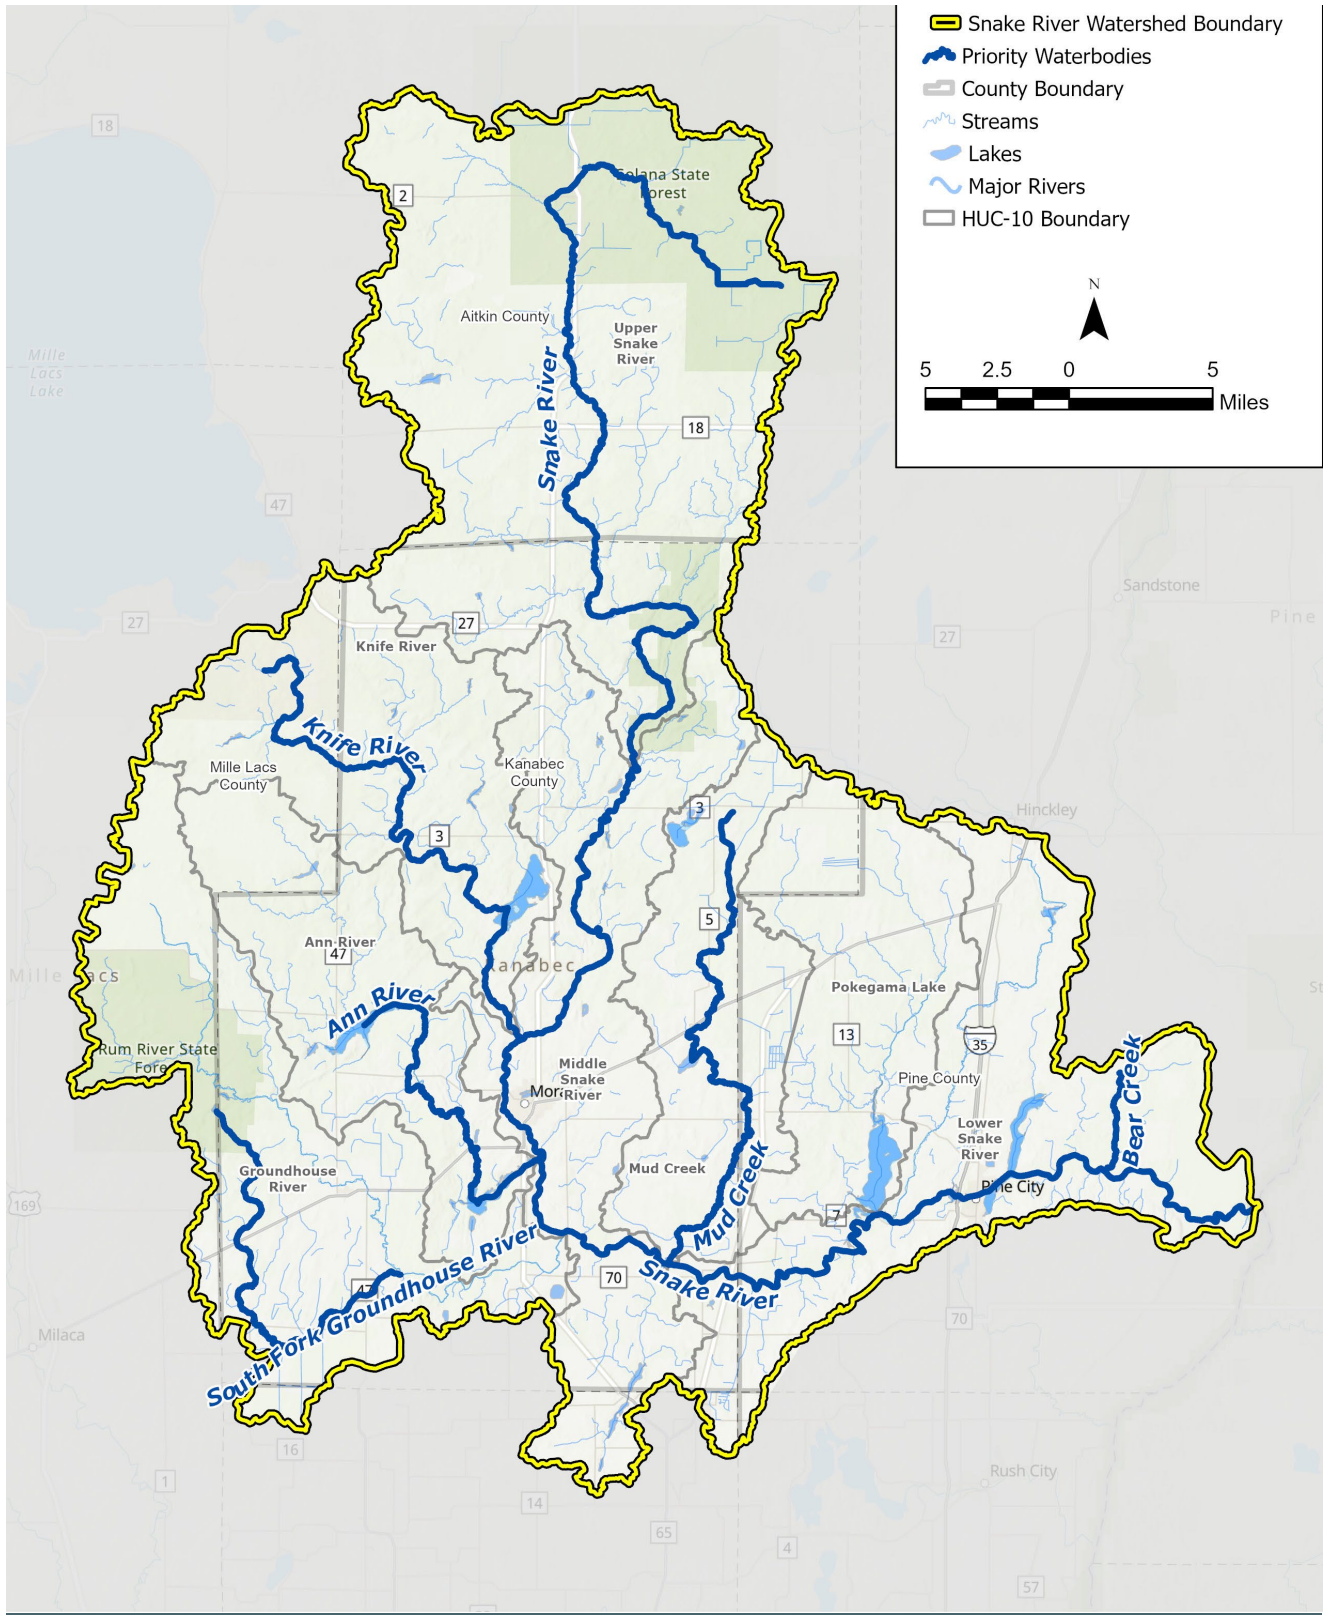 Snake River Watershed Boundary
Priority Waterbodies
County Boundary
Streams
Lakes
Major Rivers
HUC-10 Boundary
N
5 2.5 0 5
Miles
18
2
Solana State
Forest
Aitkin County
Upper
Snake
River
Mille
Lacs
Lake
Snake River
18
47
Sandstone
27
27
27
Pine
Knife River
Knife River
Mille Lacs
County
Kanabec
County
3
3
Hinckley
5
Ann River
47
Kanabec
Mille Lacs
Pokegama Lake
Ann River
13
35
Rum River State
Middle
Snake
River
Pine County
Bear Creek
Lower
Snake
River
Groundhouse
River
Mud Creek
Mud Creek
Pine City
169
7
South Fork Groundhouse River
47
70
Snake River
70
Milaca
16
1
14
65
4
Rush City
57